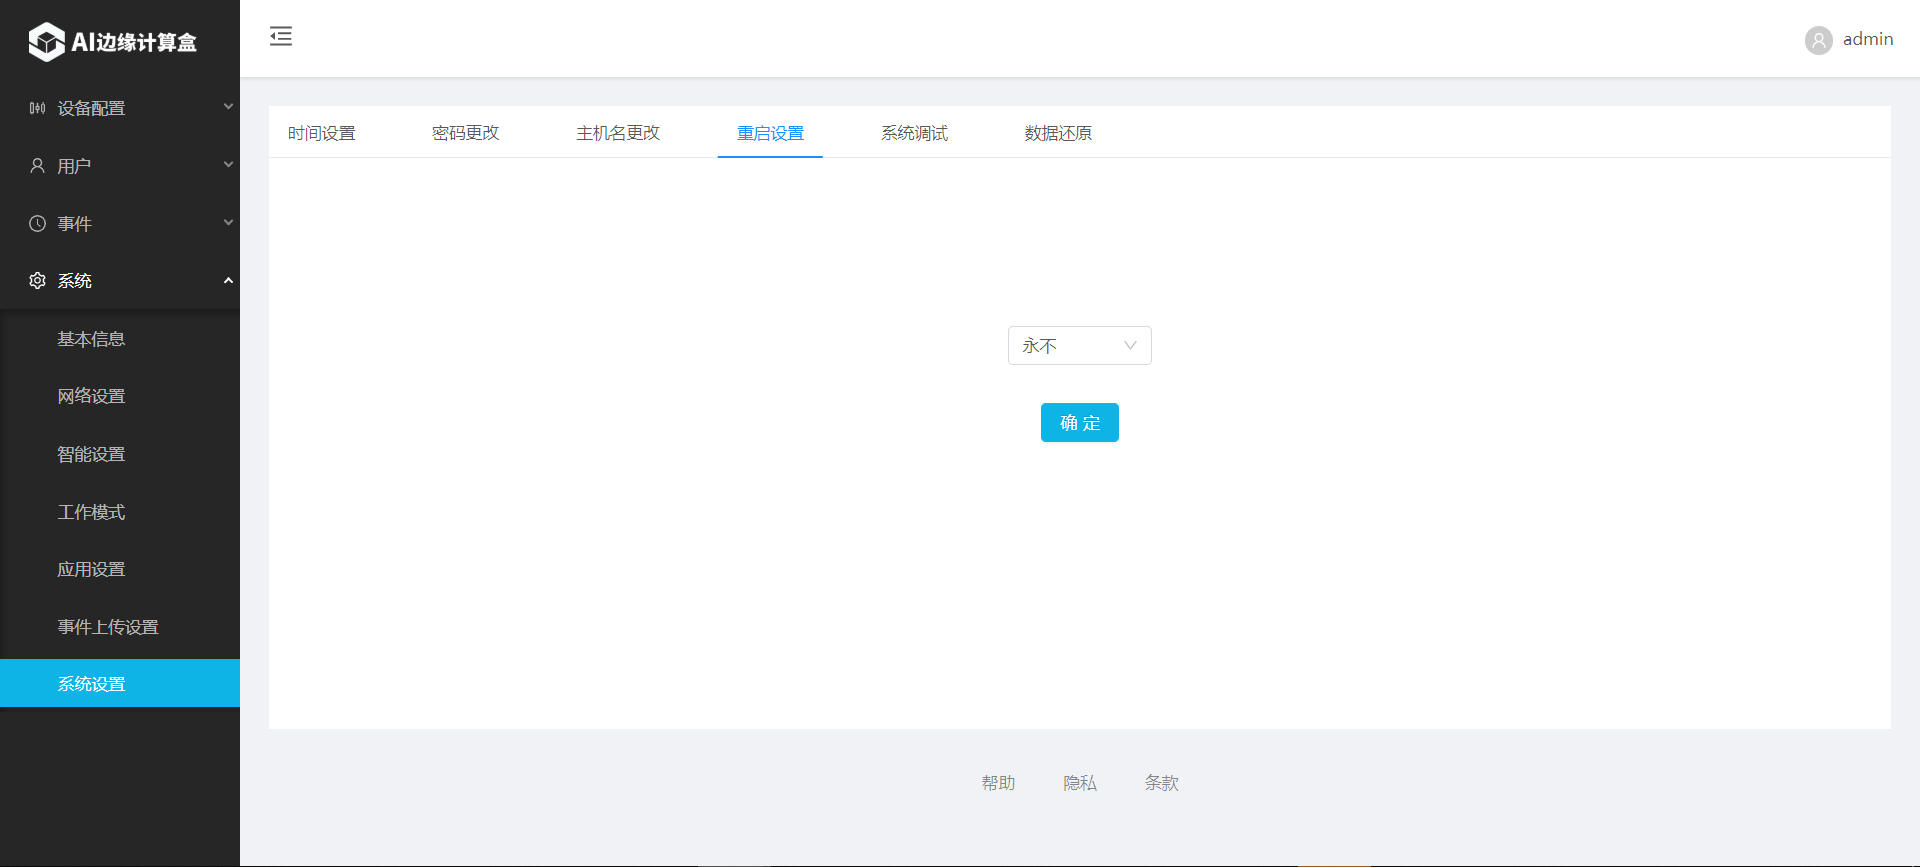 AI边缘计算盒
admin
设备配置
用户
事件
系统
基本信息
网络设置
智能设置
工作模式
应用设置
事件上传设置
系统设置
时间设置 密码更改 主机名更改 重启设置 系统调试 数据还原
永不
确 定
帮助 隐私 条款